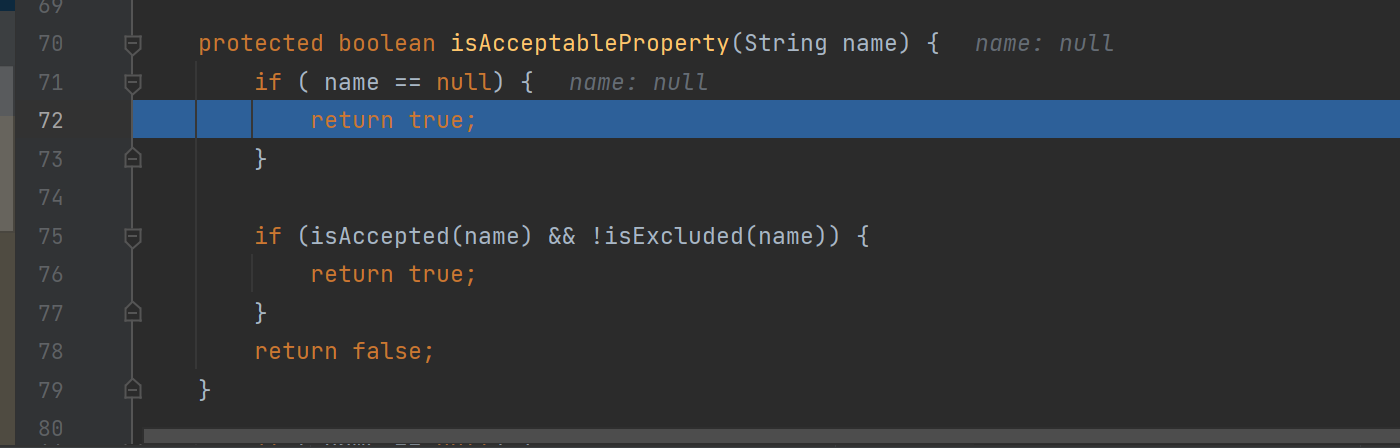 69
70 protected boolean isAcceptableProperty(String name) { name: null
71 if ( name == null) { name: null
72 return true;
73 }
74
75 if (isAccepted(name) && !isExcluded(name)) {
76 return true;
77 }
78 return false;
79 }
80